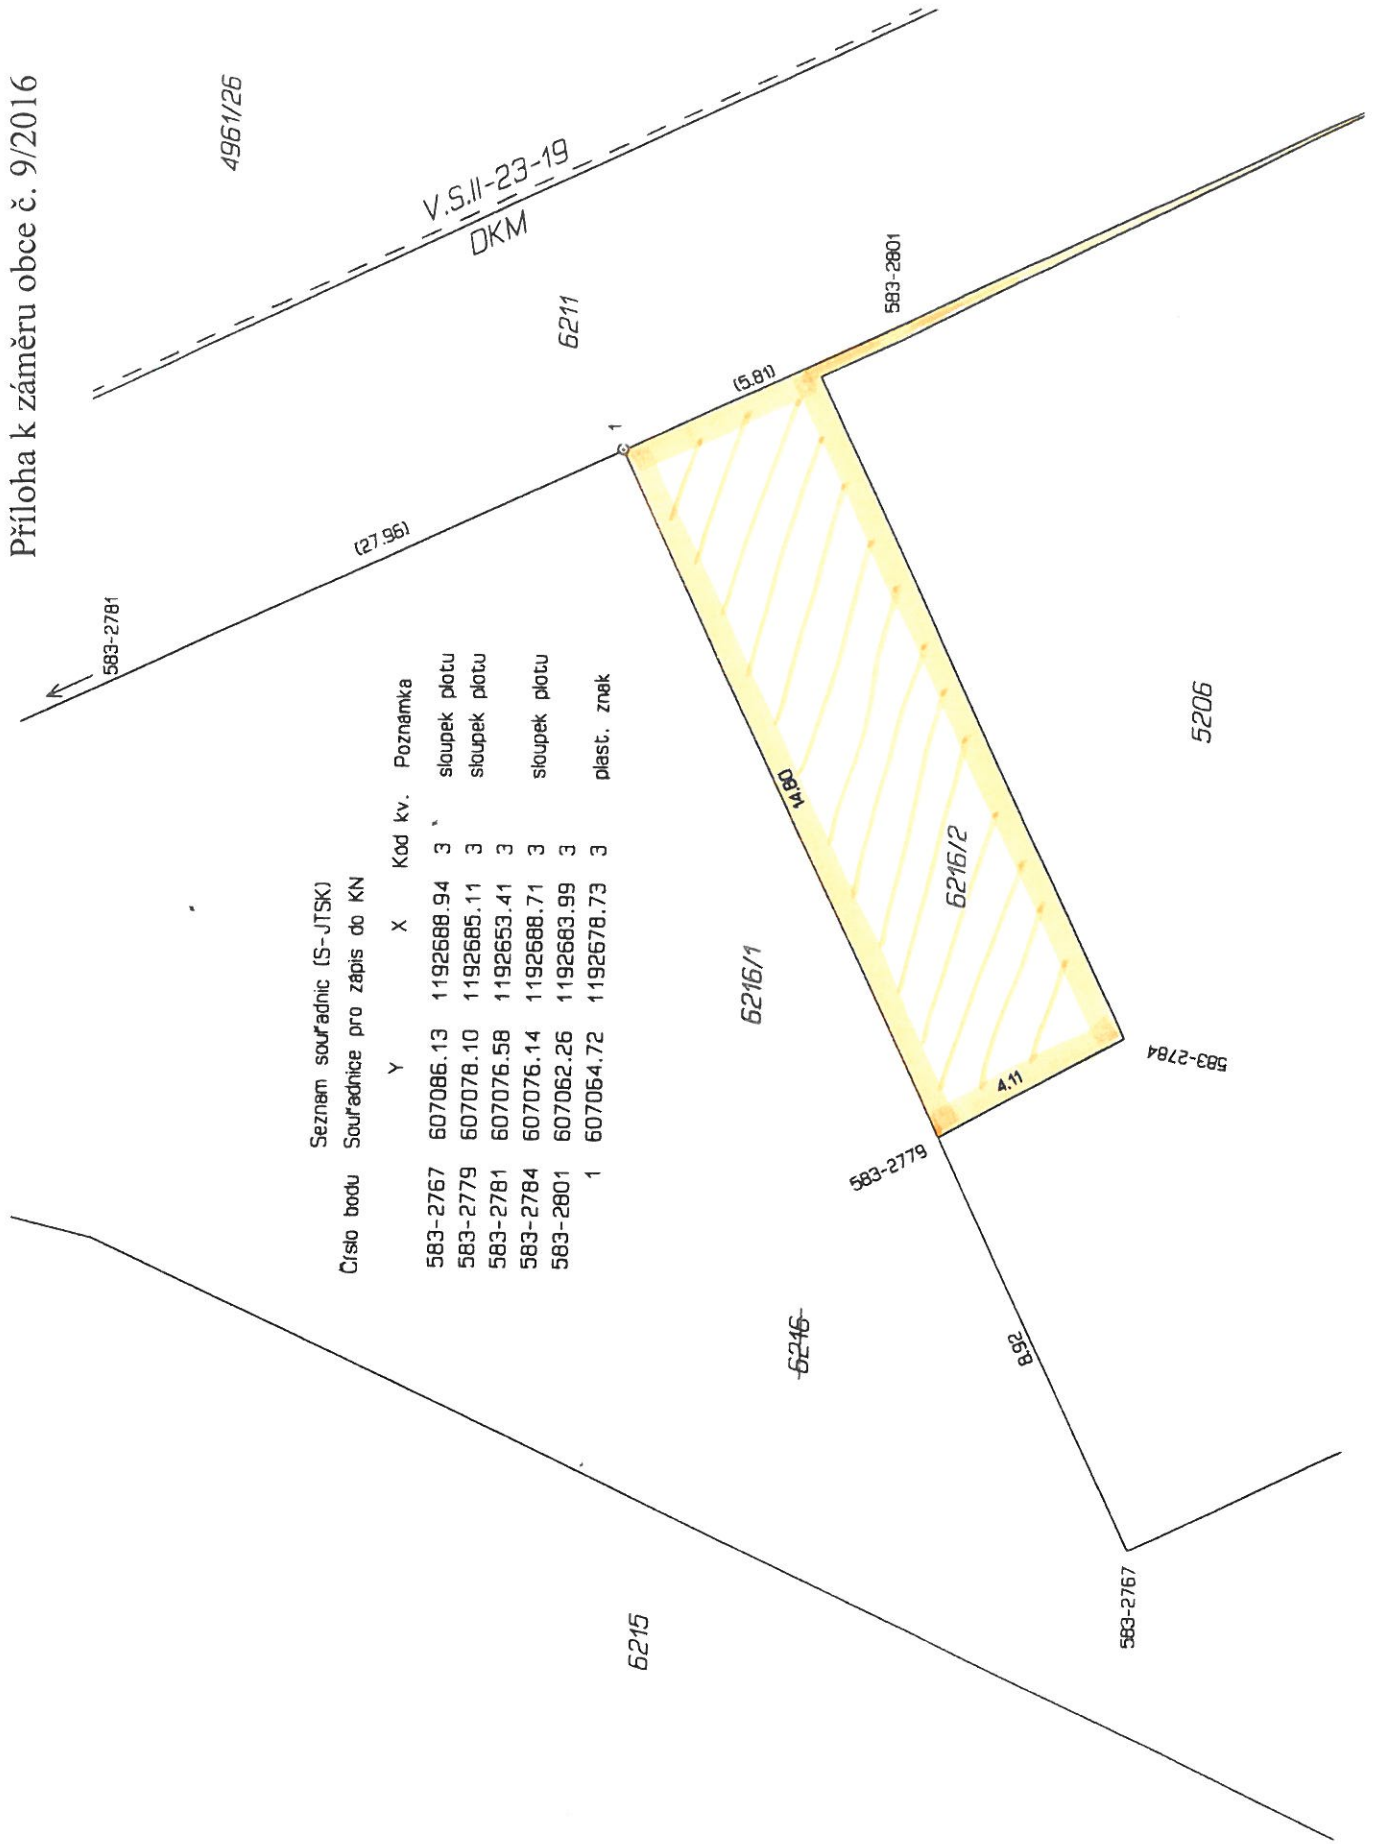 Příloha k záměru obce č. 9/2016
4961/26
V.S.II-23-19
DKM
6211
583-2781
(27.96)
1
(5.81)
583-2801
Seznam souřadnic (S-JTSK)
Číslo bodu Souřadnice pro zápis do KN
Y X Kód kv. Poznámka
583-2767 607086.13 1192688.94 3 sloupek plotu
583-2779 607078.10 1192685.11 3 sloupek plotu
583-2781 607076.58 1192653.41 3
583-2784 607076.14 1192688.71 3 sloupek plotu
583-2801 607062.26 1192683.99 3
1 607064.72 1192678.73 3 plast. znak
14.80
6216/1
6216/2
5206
4.11
583-2779
583-2784
6216
8.92
583-2767
6215